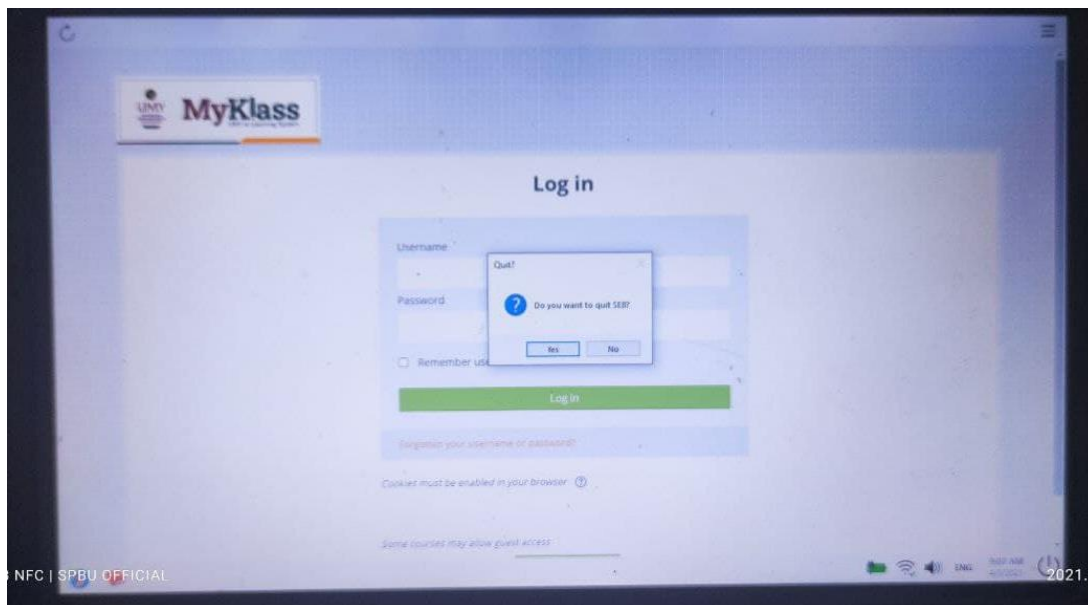 UMY
MyKlass
Log in
Username
Quit?
Do you want to quit SEB?
Password
Yes
No
Remember use
Log in
Forgotten your username or password?
Cookies must be enabled in your browser
Some courses may allow guest access
ENG
NFC | SPBU OFFICIAL
2021.